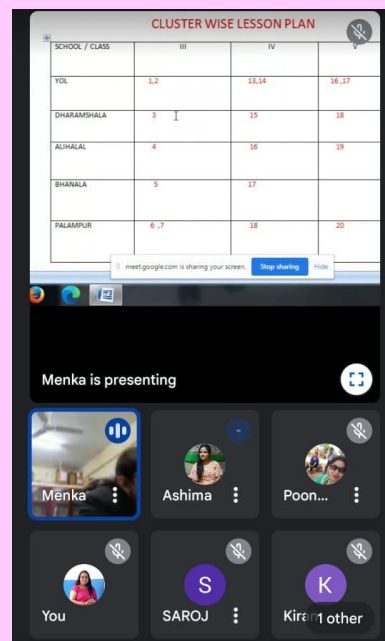 CLUSTER WISE LESSON PLAN
SCHOOL / CLASS III IV V
YOL 1,2 13,14 16,17
DHARAMSHALA 3 15 18
ALIHALAL 4 16 19
BHANALA 5 17
PALAMPUR 6 ,7 18 20
meet.google.com is sharing your screen. Stop sharing Hide
Menka is presenting
Menka Ashima Poon...
S K
You SAROJ Kiran 1 other